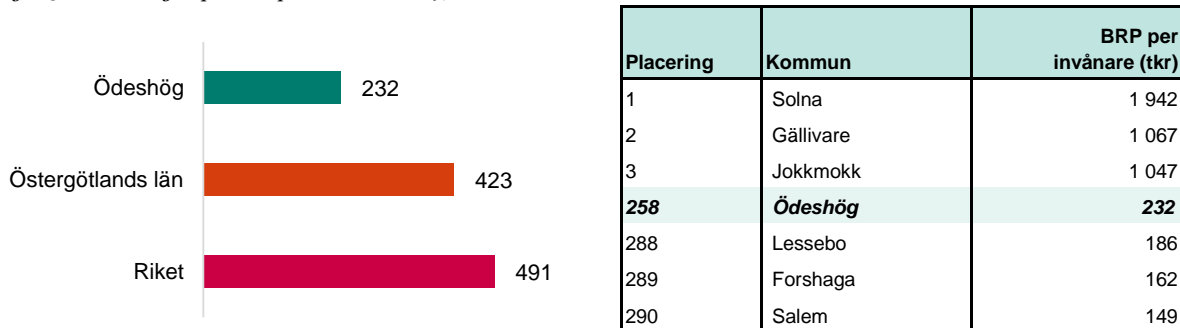 Ödeshög 232
Östergötlands län 423
Riket 491
Placering Kommun BRP per invånare (tkr)
1 Solna 1 942
2 Gällivare 1 067
3 Jokkmokk 1 047
258 Ödeshög 232
288 Lessebo 186
289 Forshaga 162
290 Salem 149